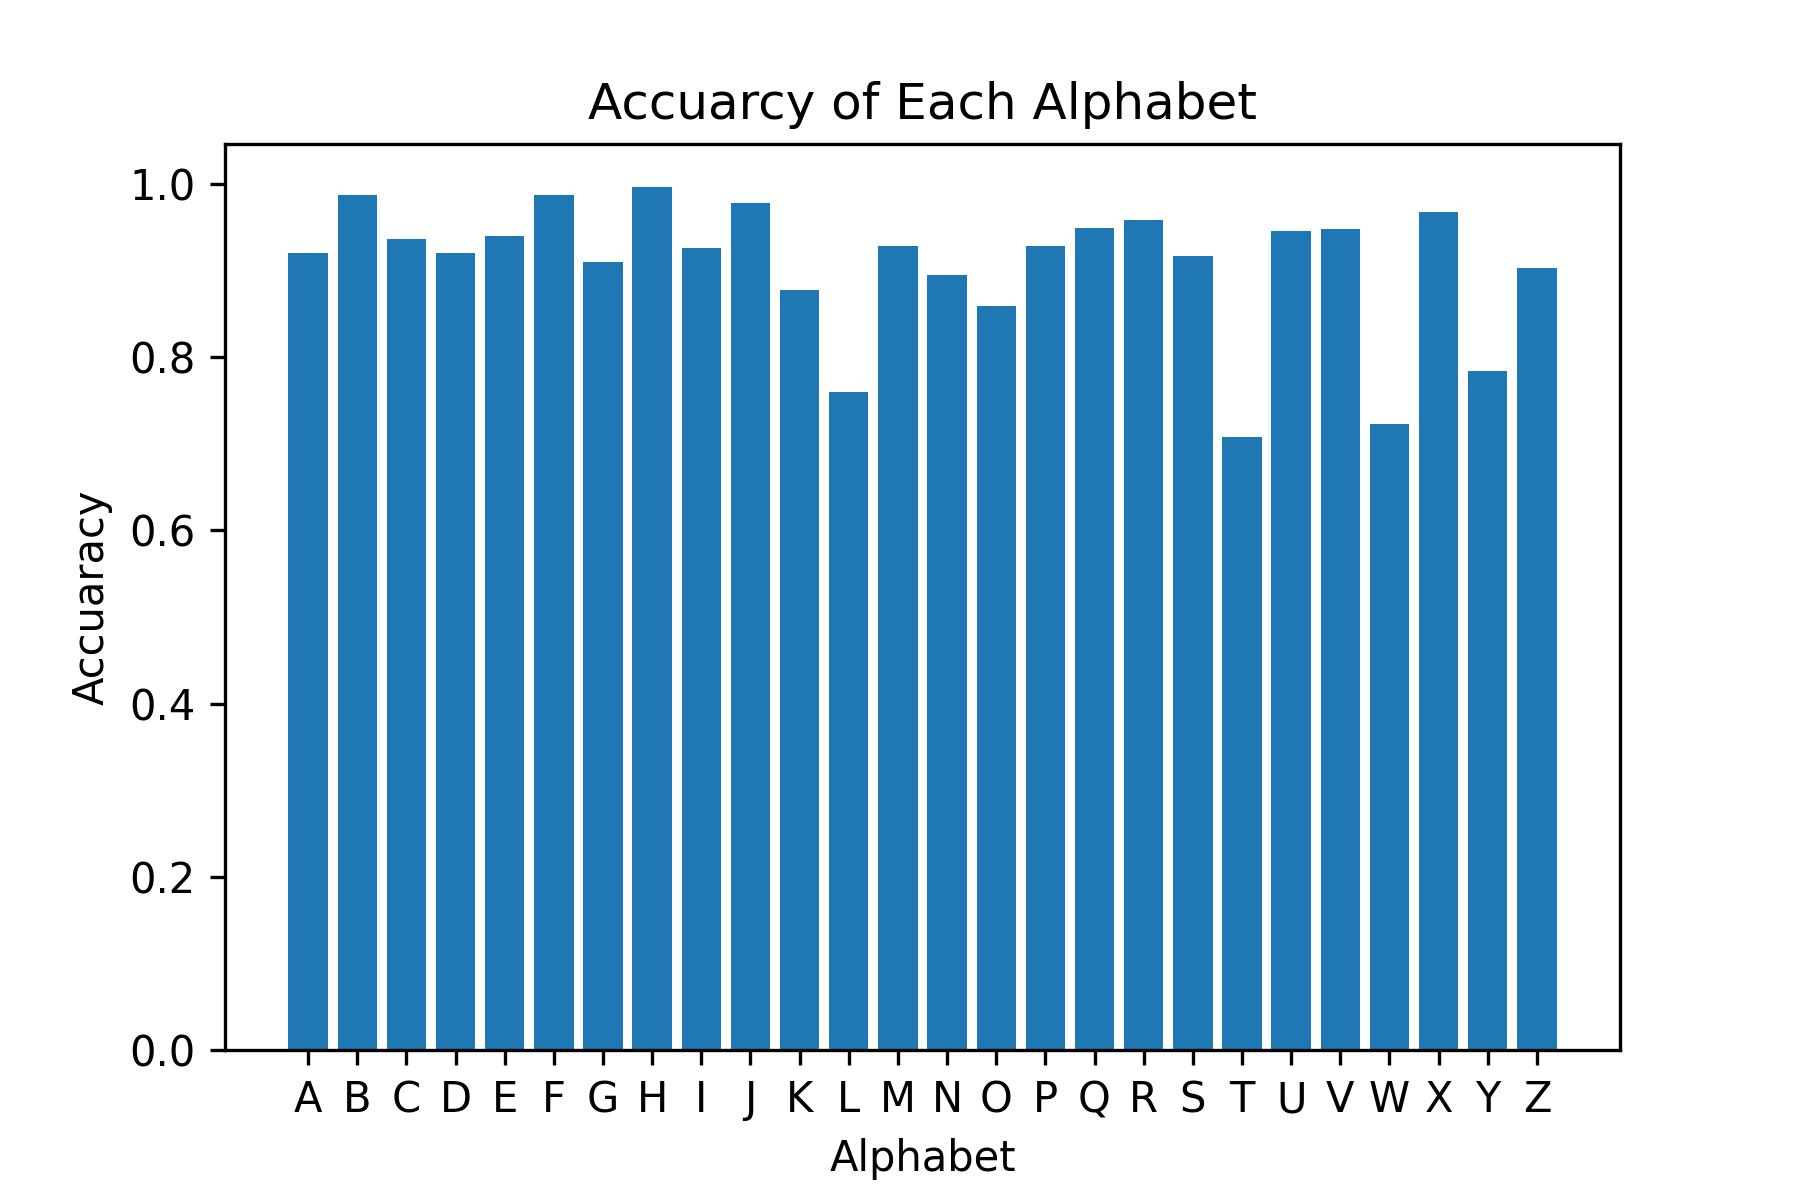 Accuarcy of Each Alphabet
1.0
0.8
0.6
0.4
0.2
0.0
Accuaracy
A B C D E F G H I J K L M N O P Q R S T U V W X Y Z
Alphabet